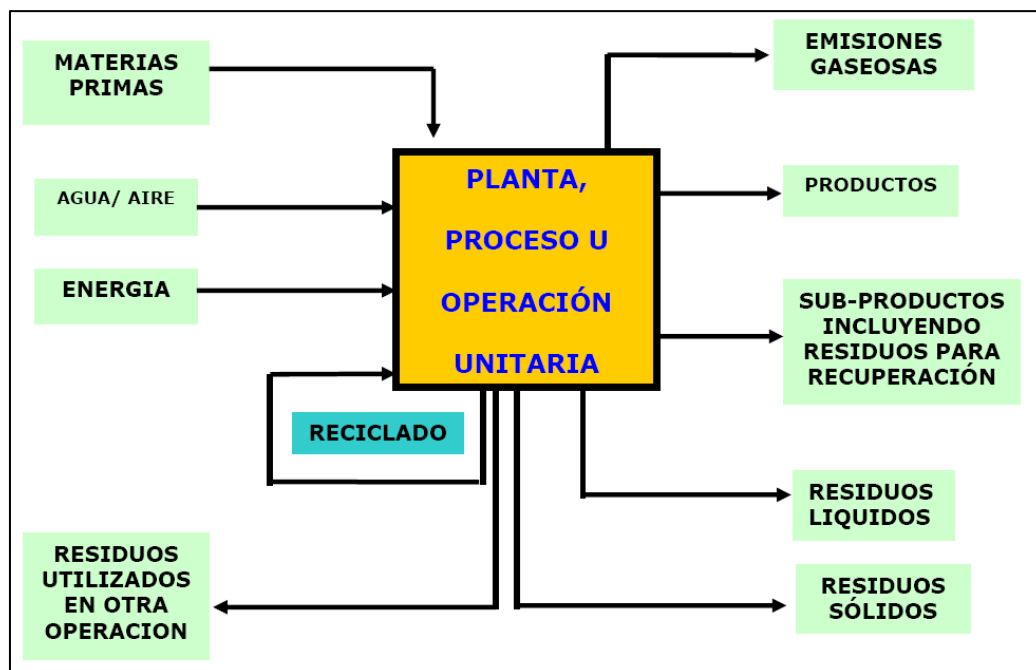 MATERIAS
PRIMAS
AGUA/ AIRE
ENERGIA
RECICLADO
RESIDUOS
UTILIZADOS
EN OTRA
OPERACION
PLANTA,
PROCESO U
OPERACIÓN
UNITARIA
EMISIONES
GASEOSAS
PRODUCTOS
SUB-PRODUCTOS
INCLUYENDO
RESIDUOS PARA
RECUPERACIÓN
RESIDUOS
LIQUIDOS
RESIDUOS
SÓLIDOS